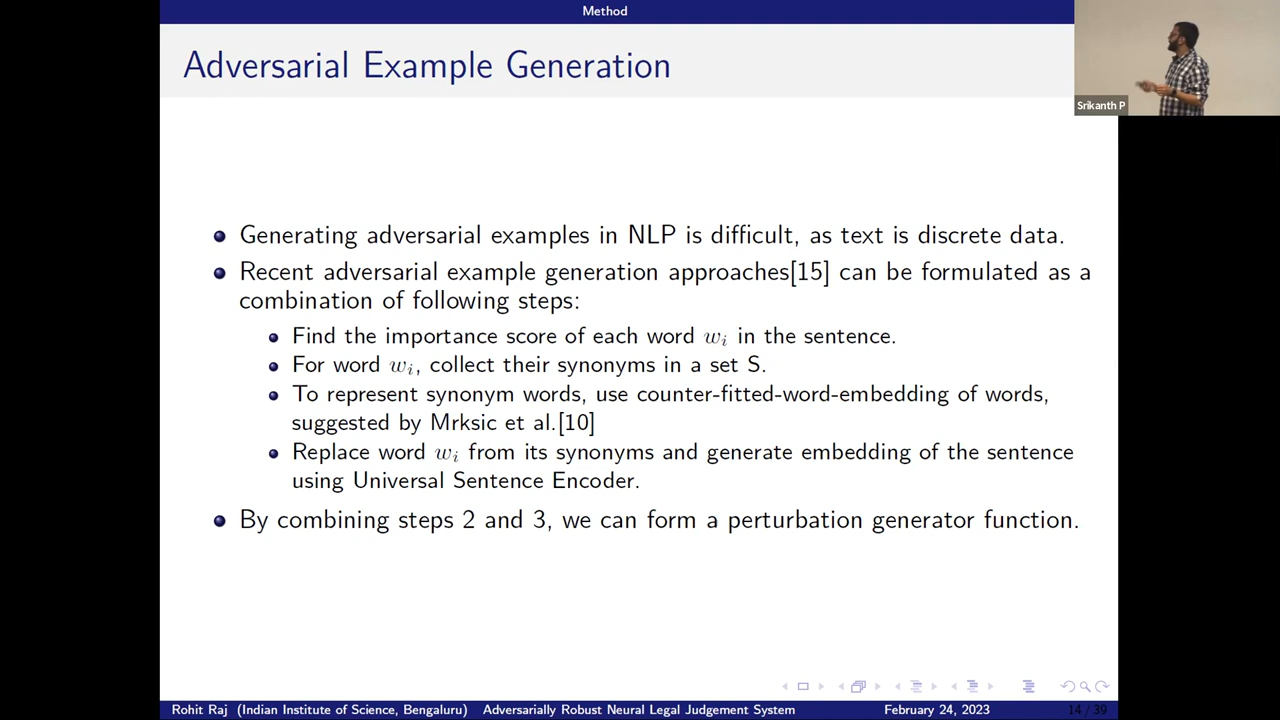 Method
Adversarial Example Generation
Srikanth P
Generating adversarial examples in NLP is difficult, as text is discrete data.
Recent adversarial example generation approaches[15] can be formulated as a
combination of following steps:
Find the importance score of each word wᵢ in the sentence.
For word wᵢ, collect their synonyms in a set S.
To represent synonym words, use counter-fitted-word-embedding of words,
suggested by Mrksic et al.[10]
Replace word wᵢ from its synonyms and generate embedding of the sentence
using Universal Sentence Encoder.
By combining steps 2 and 3, we can form a perturbation generator function.
Rohit Raj (Indian Institute of Science, Bengaluru) Adversarially Robust Neural Legal Judgement System February 24, 2023 14 / 39